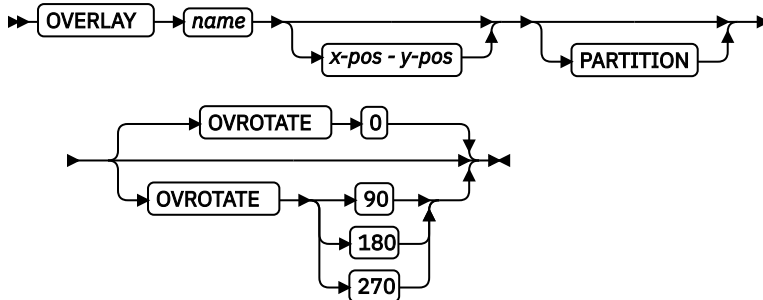 OVERLAY name
x-pos - y-pos
PARTITION
OVROTATE 0
OVROTATE 90
180
270